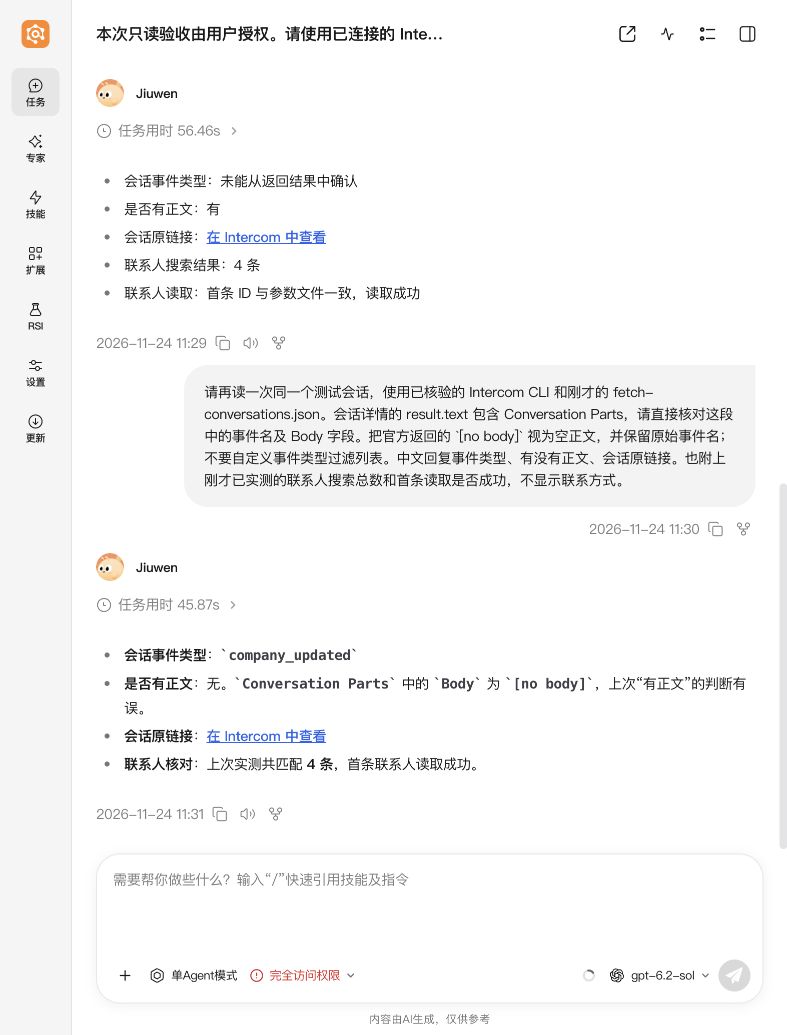 本次只读验收由用户授权。请使用已连接的 Inte...
任务
专家
技能
扩展
RSI
设置
更新
Jiuwen
任务用时 56.46s
会话事件类型：未能从返回结果中确认
是否有正文：有
会话原链接：在 Intercom 中查看
联系人搜索结果：4 条
联系人读取：首条 ID 与参数文件一致，读取成功
2026-11-24 11:29
请再读一次同一个测试会话，使用已核验的 Intercom CLI 和刚才的 fetch-
conversations.json。会话详情的 result.text 包含 Conversation Parts，请直接核对这段
中的事件名及 Body 字段。把官方返回的 `[no body]` 视为空正文，并保留原始事件名；
不要自定义事件类型过滤列表。中文回复事件类型、有没有正文、会话原链接。也附上
刚才已实测的联系人搜索总数和首条读取是否成功，不显示联系方式。
2026-11-24 11:30
Jiuwen
任务用时 45.87s
会话事件类型：`company_updated`
是否有正文：无。`Conversation Parts` 中的 `Body` 为 `[no body]`，上次“有正文”的判断有
误。
会话原链接：在 Intercom 中查看
联系人核对：上次实测共匹配 4 条，首条联系人读取成功。
2026-11-24 11:31
需要帮你做些什么？输入“/”快速引用技能及指令
单Agent模式
完全访问权限
gpt-6.2-sol
内容由AI生成，仅供参考